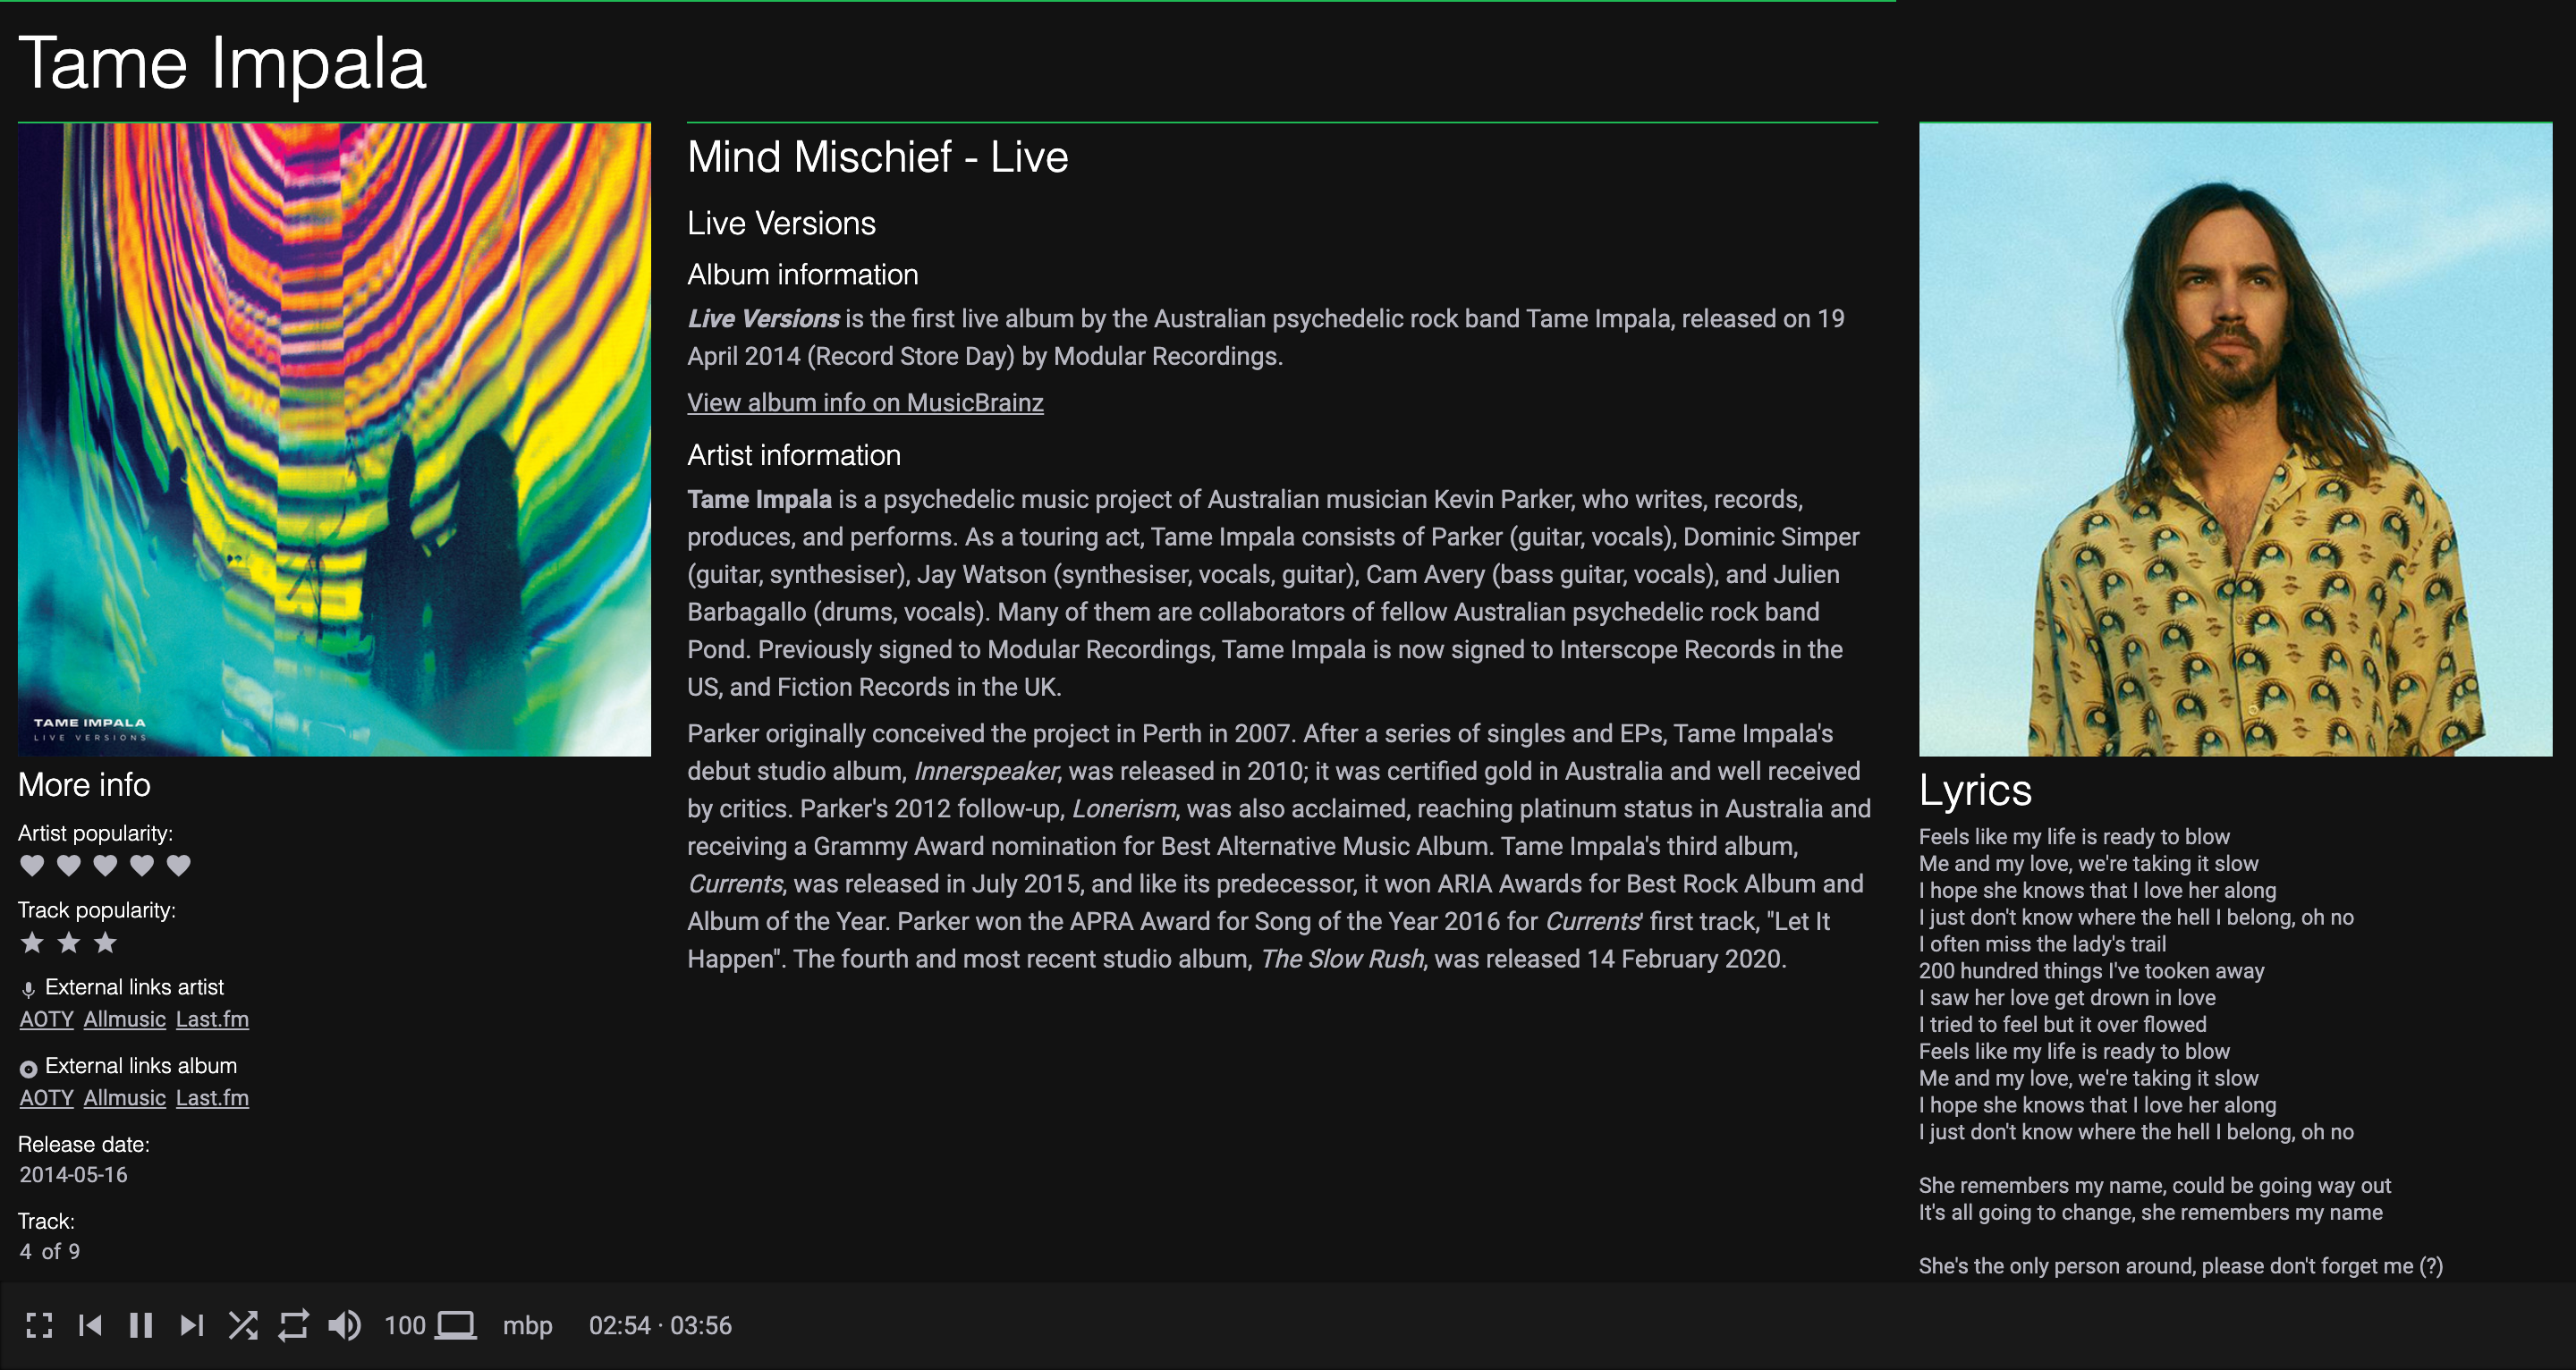 Tame Impala
TAME IMPALA
LIVE VERSIONS
More info
Artist popularity:
Track popularity:
External links artist
AOTY Allmusic Last.fm
External links album
AOTY Allmusic Last.fm
Release date:
2014-05-16
Track:
4 of 9
Mind Mischief - Live
Live Versions
Album information
Live Versions is the first live album by the Australian psychedelic rock band Tame Impala, released on 19
April 2014 (Record Store Day) by Modular Recordings.
View album info on MusicBrainz
Artist information
Tame Impala is a psychedelic music project of Australian musician Kevin Parker, who writes, records,
produces, and performs. As a touring act, Tame Impala consists of Parker (guitar, vocals), Dominic Simper
(guitar, synthesiser), Jay Watson (synthesiser, vocals, guitar), Cam Avery (bass guitar, vocals), and Julien
Barbagallo (drums, vocals). Many of them are collaborators of fellow Australian psychedelic rock band
Pond. Previously signed to Modular Recordings, Tame Impala is now signed to Interscope Records in the
US, and Fiction Records in the UK.
Parker originally conceived the project in Perth in 2007. After a series of singles and EPs, Tame Impala's
debut studio album, Innerspeaker, was released in 2010; it was certified gold in Australia and well received
by critics. Parker's 2012 follow-up, Lonerism, was also acclaimed, reaching platinum status in Australia and
receiving a Grammy Award nomination for Best Alternative Music Album. Tame Impala's third album,
Currents, was released in July 2015, and like its predecessor, it won ARIA Awards for Best Rock Album and
Album of the Year. Parker won the APRA Award for Song of the Year 2016 for Currents' first track, "Let It
Happen". The fourth and most recent studio album, The Slow Rush, was released 14 February 2020.
Lyrics
Feels like my life is ready to blow
Me and my love, we're taking it slow
I hope she knows that I love her along
I just don't know where the hell I belong, oh no
I often miss the lady's trail
200 hundred things I've tooken away
I saw her love get drown in love
I tried to feel but it over flowed
Feels like my life is ready to blow
Me and my love, we're taking it slow
I hope she knows that I love her along
I just don't know where the hell I belong, oh no
She remembers my name, could be going way out
It's all going to change, she remembers my name
She's the only person around, please don't forget me (?)
100 mbp 02:54 · 03:56